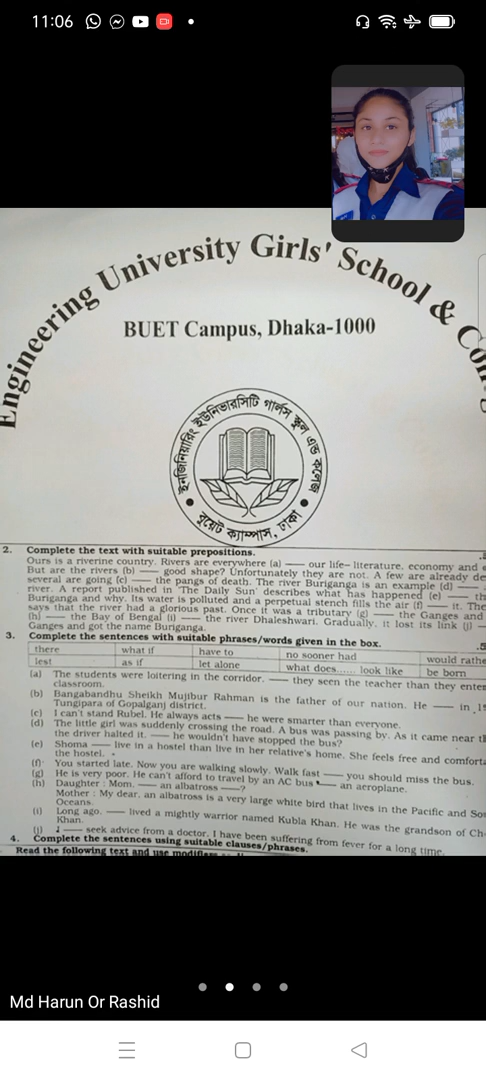 11:06
Engineering University Girls' School &
BUET Campus, Dhaka-1000
ইনজিনিয়ারিং ইউনিভারসিটি গার্লস স্কুল এন্ড কলেজ
বুয়েট ক্যাম্পাস, ঢাকা
2. Complete the text with suitable prepositions.
Ours is a riverine country. Rivers are everywhere (a) — our life– literature, economy and
But are the rivers (b) — good shape? Unfortunately they are not. A few are already
several are going (c) — the pangs of death. The river Buriganga is an example (d) —
river. A report published in 'The Daily Sun' describes what has happened (e) —
Buriganga and why. Its water is polluted and a perpetual stench fills the air (f) — it. The
says that the river had a glorious past. Once it was a tributary (g) — the Ganges and
(h) — the Bay of Bengal (i) — the river Dhaleshwari. Gradually, it lost its link (j) —
Ganges and got the name Buriganga.
3. Complete the sentences with suitable phrases/words given in the box.
there what if have to no sooner had would
lest as if let alone what does...... look like be born
(a) The students were loitering in the corridor. — they seen the teacher than they
classroom.
(b) Bangabandhu Sheikh Mujibur Rahman is the father of our nation. He — in
Tungipara of Gopalganj district.
(c) I can't stand Rubel. He always acts — he were smarter than everyone.
(d) The little girl was suddenly crossing the road. A bus was passing by. As it came near
the driver halted it. — he wouldn't have stopped the bus?
(e) Shoma — live in a hostel than live in her relative's home. She feels free and
the hostel.
(f) You started late. Now you are walking slowly. Walk fast — you should miss the bus.
(g) He is very poor. He can't afford to travel by an AC bus — an aeroplane.
(h) Daughter : Mom, — an albatross —?
Mother : My dear, an albatross is a very large white bird that lives in the Pacific and
Oceans.
(i) Long ago, — lived a mightly warrior named Kubla Khan. He was the grandson of
Khan.
(j) I — seek advice from a doctor. I have been suffering from fever for a long time.
4. Complete the sentences using suitable clauses/phrases.
Read the following text and use
Md Harun Or Rashid